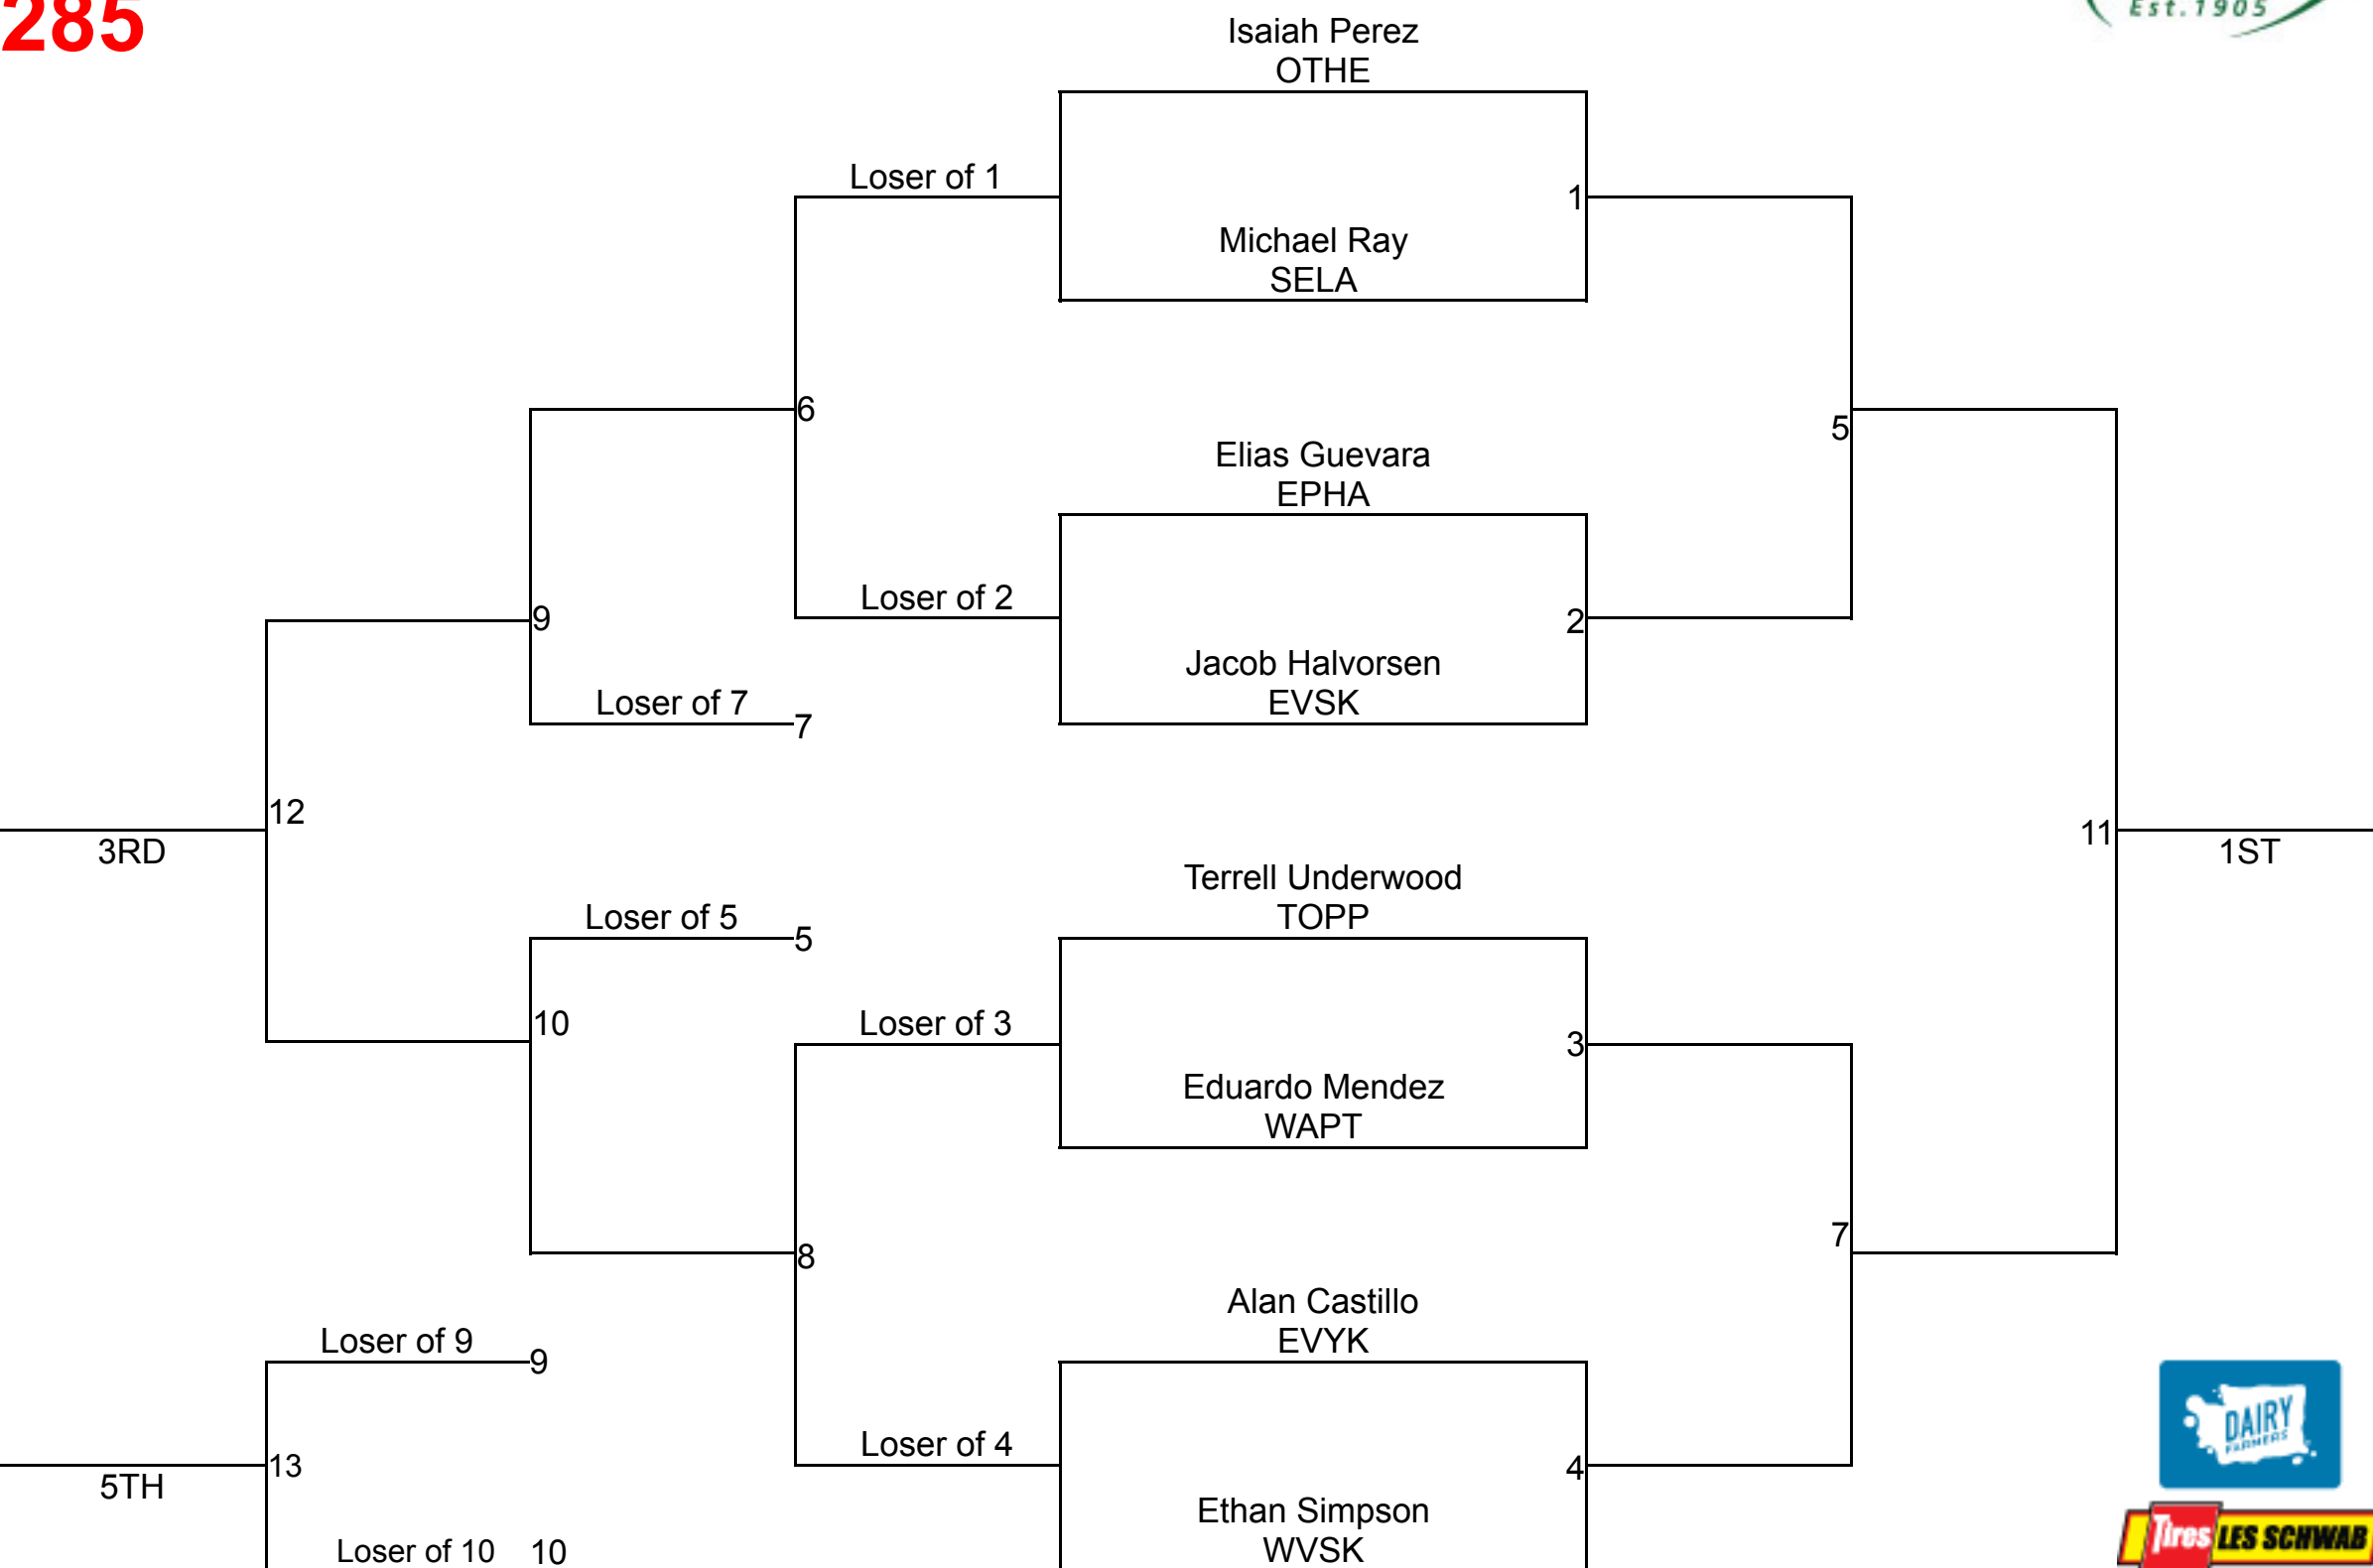 285
Est. 1905
Isaiah Perez
OTHE
Loser of 1
1
Michael Ray
SELA
6
5
Elias Guevara
EPHA
Loser of 2
2
9
Jacob Halvorsen
EVSK
Loser of 7
7
12
3RD
11
1ST
Terrell Underwood
TOPP
Loser of 5
5
10
Loser of 3
3
Eduardo Mendez
WAPT
7
8
Alan Castillo
EVYK
Loser of 9
9
DAIRY
FARMERS
Loser of 4
4
13
5TH
Ethan Simpson
WVSK
Loser of 10
10
Tires LES SCHWAB